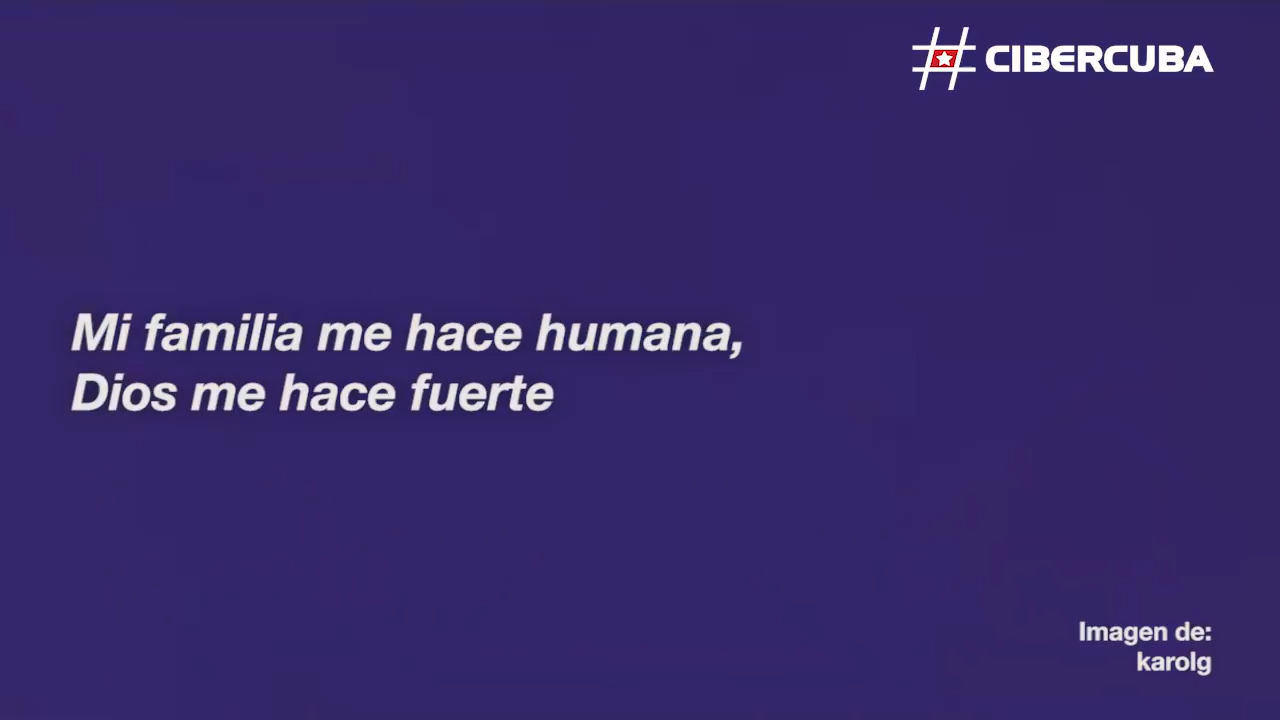 CIBERCUBA
Mi familia me hace humana,
Dios me hace fuerte
Imagen de:
karolg